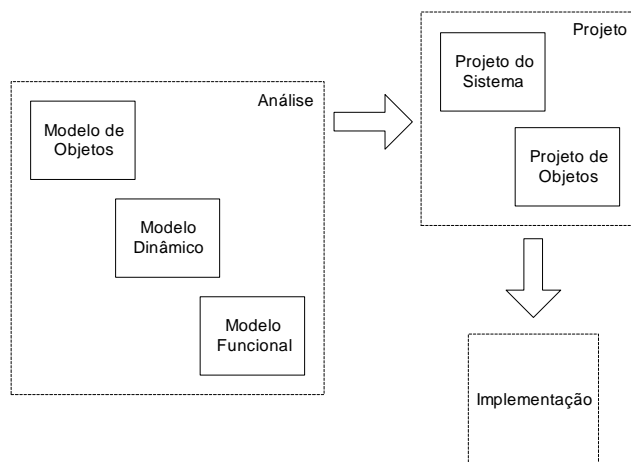 Análise
Modelo de
Objetos
Modelo
Dinâmico
Modelo
Funcional
Projeto
Projeto do
Sistema
Projeto de
Objetos
Implementação